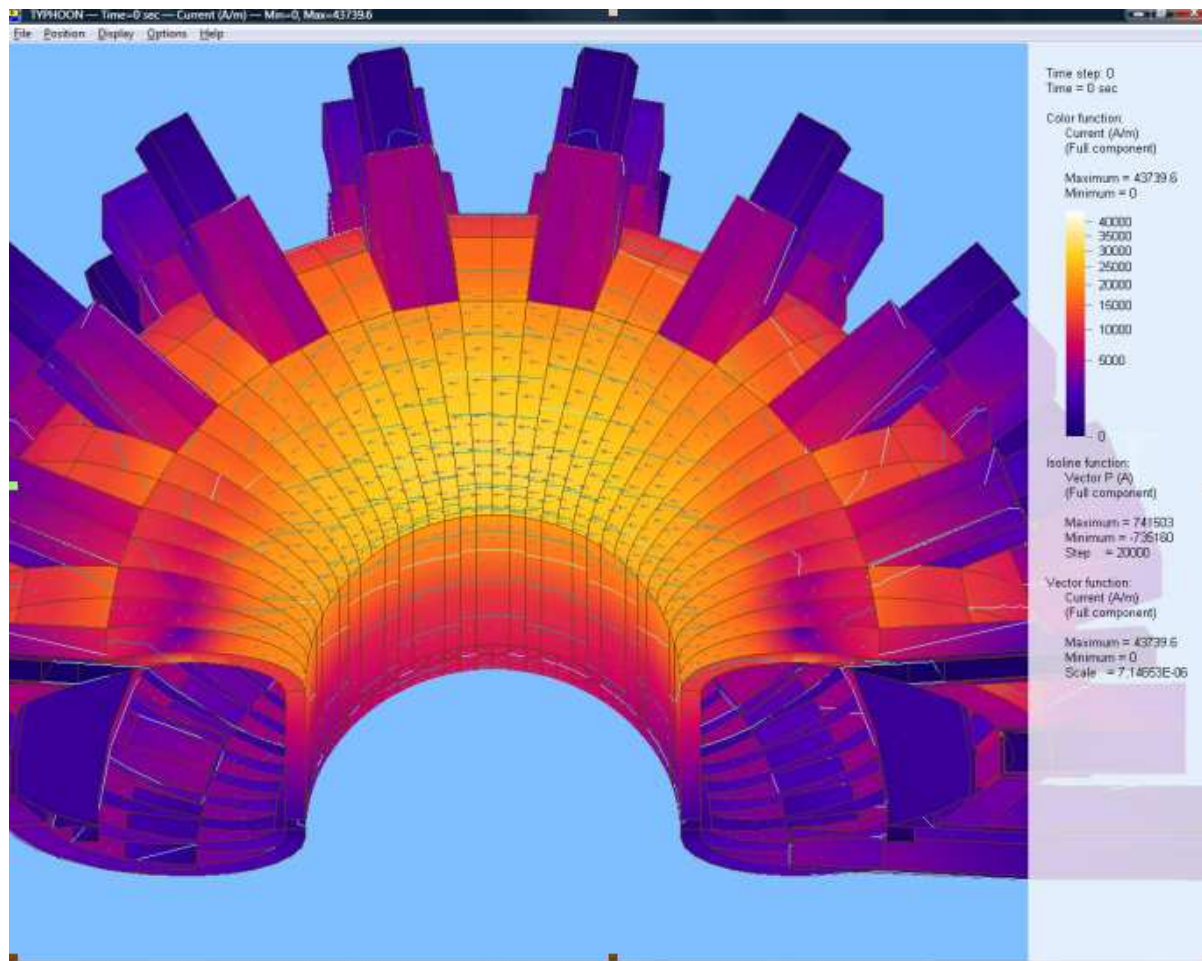 TYPHOON — Time=0 sec — Current (A/m) — Min=0, Max=43739.6
File Position Display Options Help
Time step: 0
Time = 0 sec
Color function:
Current (A/m)
(Full component)
Maximum = 43739.6
Minimum = 0
40000
35000
30000
25000
20000
15000
10000
5000
0
Isoline function:
Vector P (A)
(Full component)
Maximum = 741503
Minimum = -735160
Step = 20000
Vector function:
Current (A/m)
(Full component)
Maximum = 43739.6
Minimum = 0
Scale = 7.14653E-06